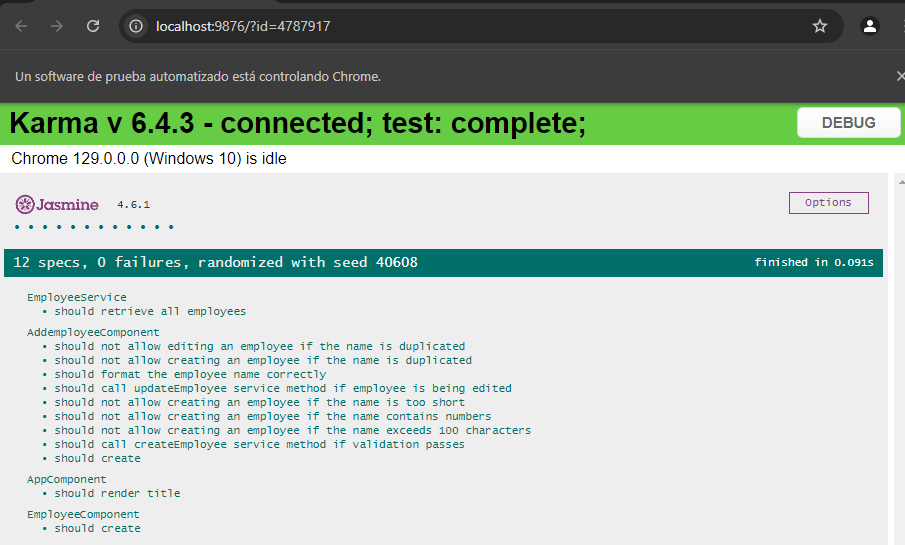 localhost:9876/?id=4787917
Un software de prueba automatizado está controlando Chrome.
Karma v 6.4.3 - connected; test: complete;
DEBUG
Chrome 129.0.0.0 (Windows 10) is idle
Jasmine 4.6.1
Options
12 specs, 0 failures, randomized with seed 40608
finished in 0.091s
EmployeeService
• should retrieve all employees
AddemployeeComponent
• should not allow editing an employee if the name is duplicated
• should not allow creating an employee if the name is duplicated
• should format the employee name correctly
• should call updateEmployee service method if employee is being edited
• should not allow creating an employee if the name is too short
• should not allow creating an employee if the name contains numbers
• should not allow creating an employee if the name exceeds 100 characters
• should call createEmployee service method if validation passes
• should create
AppComponent
• should render title
EmployeeComponent
• should create